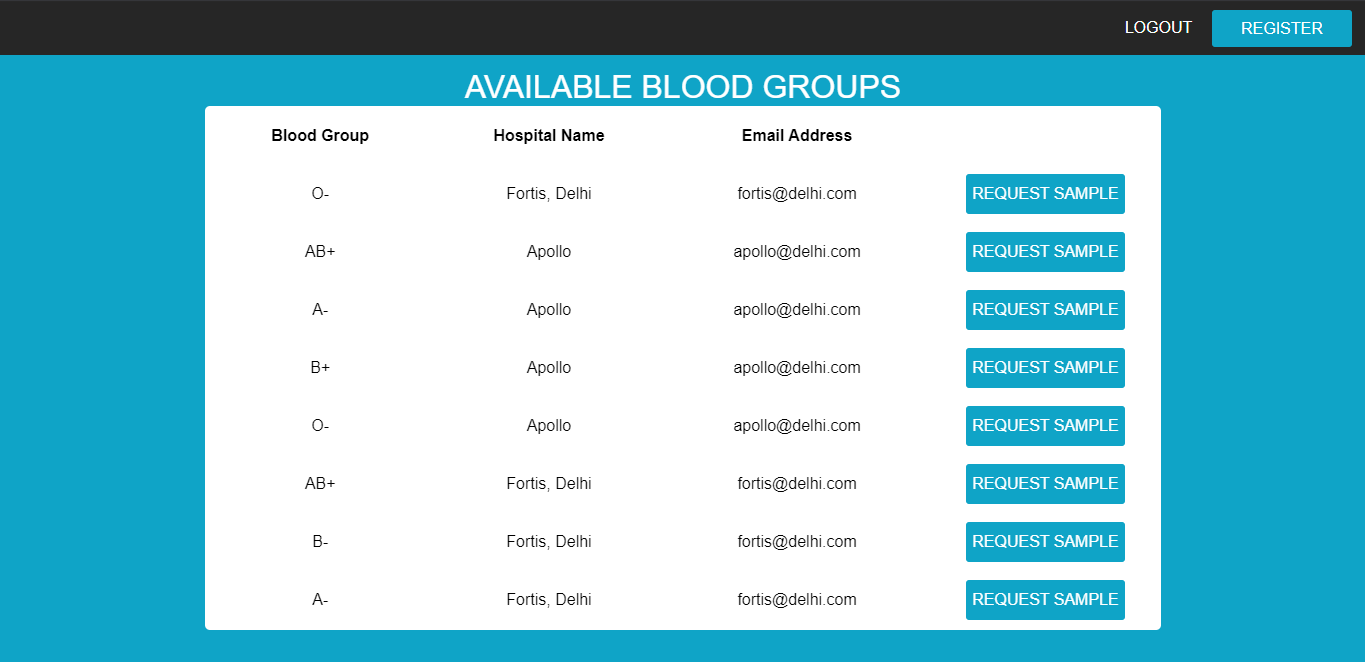 LOGOUT REGISTER
AVAILABLE BLOOD GROUPS
Blood Group Hospital Name Email Address
O- Fortis, Delhi fortis@delhi.com REQUEST SAMPLE
AB+ Apollo apollo@delhi.com REQUEST SAMPLE
A- Apollo apollo@delhi.com REQUEST SAMPLE
B+ Apollo apollo@delhi.com REQUEST SAMPLE
O- Apollo apollo@delhi.com REQUEST SAMPLE
AB+ Fortis, Delhi fortis@delhi.com REQUEST SAMPLE
B- Fortis, Delhi fortis@delhi.com REQUEST SAMPLE
A- Fortis, Delhi fortis@delhi.com REQUEST SAMPLE